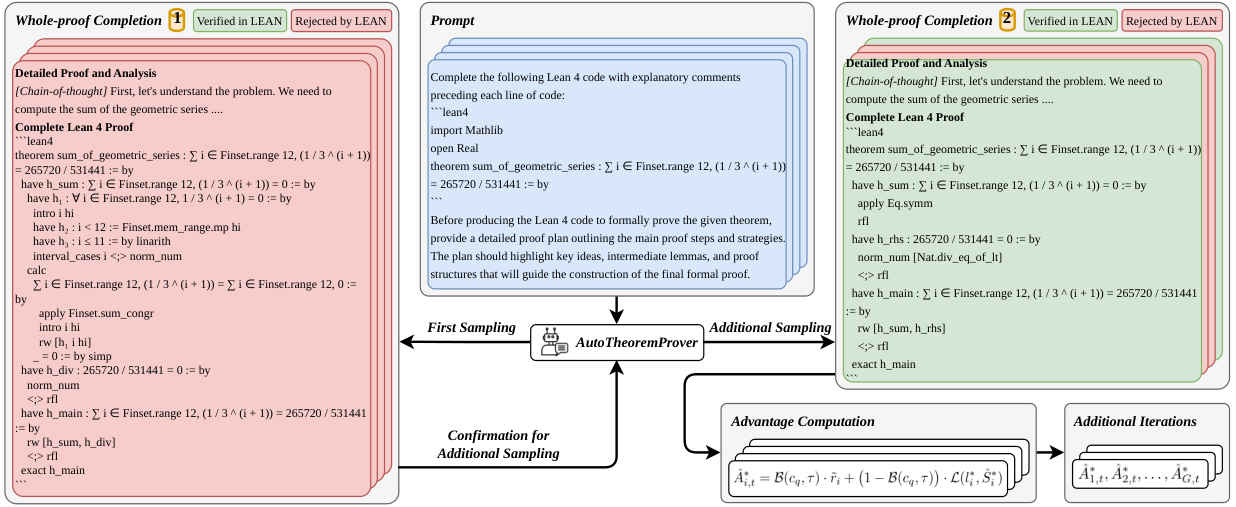 Whole-proof Completion 1 Verified in LEAN Rejected by LEAN
Detailed Proof and Analysis
[Chain-of-thought] First, let's understand the problem. We need to
compute the sum of the geometric series ....
Complete Lean 4 Proof
```lean4
theorem sum_of_geometric_series : ∑ i ∈ Finset.range 12, (1 / 3 ^ (i + 1))
= 265720 / 531441 := by
have h_sum : ∑ i ∈ Finset.range 12, (1 / 3 ^ (i + 1)) = 0 := by
have h₁ : ∀ i ∈ Finset.range 12, 1 / 3 ^ (i + 1) = 0 := by
intro i hi
have h₂ : i < 12 := Finset.mem_range.mp hi
have h₃ : i ≤ 11 := by linarith
interval_cases i <;> norm_num
calc
∑ i ∈ Finset.range 12, (1 / 3 ^ (i + 1)) = ∑ i ∈ Finset.range 12, 0 :=
by
apply Finset.sum_congr
intro i hi
rw [h₁ i hi]
_ = 0 := by simp
have h_div : 265720 / 531441 = 0 := by
norm_num
<;> rfl
have h_main : ∑ i ∈ Finset.range 12, (1 / 3 ^ (i + 1)) = 265720 / 531441
:= by
rw [h_sum, h_div]
<;> rfl
exact h_main
```
Prompt
Complete the following Lean 4 code with explanatory comments
preceding each line of code:
```lean4
import Mathlib
open Real
theorem sum_of_geometric_series : ∑ i ∈ Finset.range 12, (1 / 3 ^ (i + 1))
= 265720 / 531441 := by
```
Before producing the Lean 4 code to formally prove the given theorem,
provide a detailed proof plan outlining the main proof steps and strategies.
The plan should highlight key ideas, intermediate lemmas, and proof
structures that will guide the construction of the final formal proof.
First Sampling
AutoTheoremProver
Additional Sampling
Confirmation for
Additional Sampling
Whole-proof Completion 2 Verified in LEAN Rejected by LEAN
Detailed Proof and Analysis
[Chain-of-thought] First, let's understand the problem. We need to
compute the sum of the geometric series ....
Complete Lean 4 Proof
```lean4
theorem sum_of_geometric_series : ∑ i ∈ Finset.range 12, (1 / 3 ^ (i + 1))
= 265720 / 531441 := by
have h_sum : ∑ i ∈ Finset.range 12, (1 / 3 ^ (i + 1)) = 0 := by
apply Eq.symm
rfl
have h_rhs : 265720 / 531441 = 0 := by
norm_num [Nat.div_eq_of_lt]
<;> rfl
have h_main : ∑ i ∈ Finset.range 12, (1 / 3 ^ (i + 1)) = 265720 / 531441
:= by
rw [h_sum, h_rhs]
<;> rfl
exact h_main
```
Advantage Computation
Â*_{i,t} = 𝓑(c_q, τ) · r̃_i + (1 − 𝓑(c_q, τ)) · 𝓛(l*_i, Ŝ*_i)
Additional Iterations
Â*_{1,t}, Â*_{2,t}, . . . , Â*_{G,t}